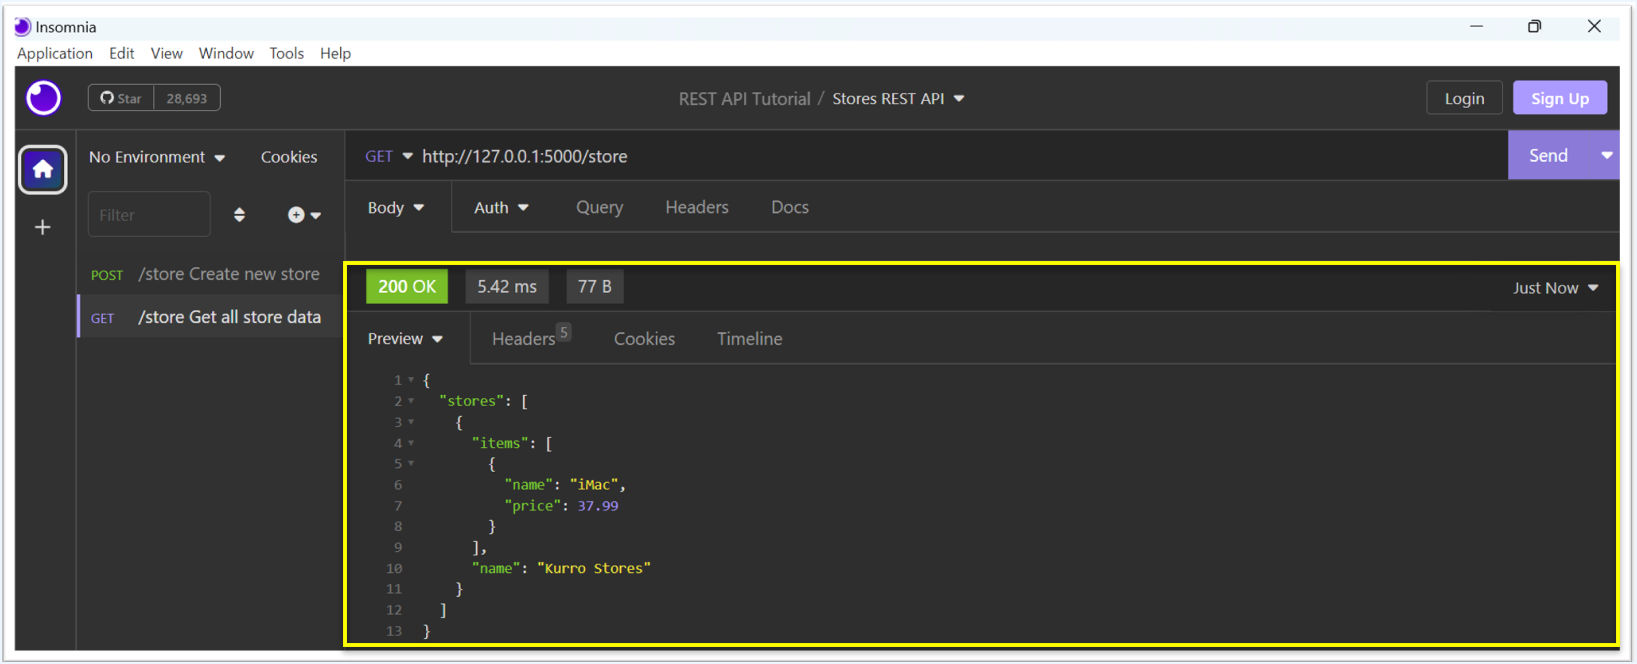 Insomnia
Application Edit View Window Tools Help
Star 28,693 REST API Tutorial / Stores REST API Login Sign Up
No Environment Cookies GET http://127.0.0.1:5000/store Send
Filter Body Auth Query Headers Docs
POST /store Create new store
GET /store Get all store data
200 OK 5.42 ms 77 B Just Now
Preview Headers 5 Cookies Timeline
1 {
2 "stores": [
3 {
4 "items": [
5 {
6 "name": "iMac",
7 "price": 37.99
8 }
9 ],
10 "name": "Kurro Stores"
11 }
12 ]
13 }